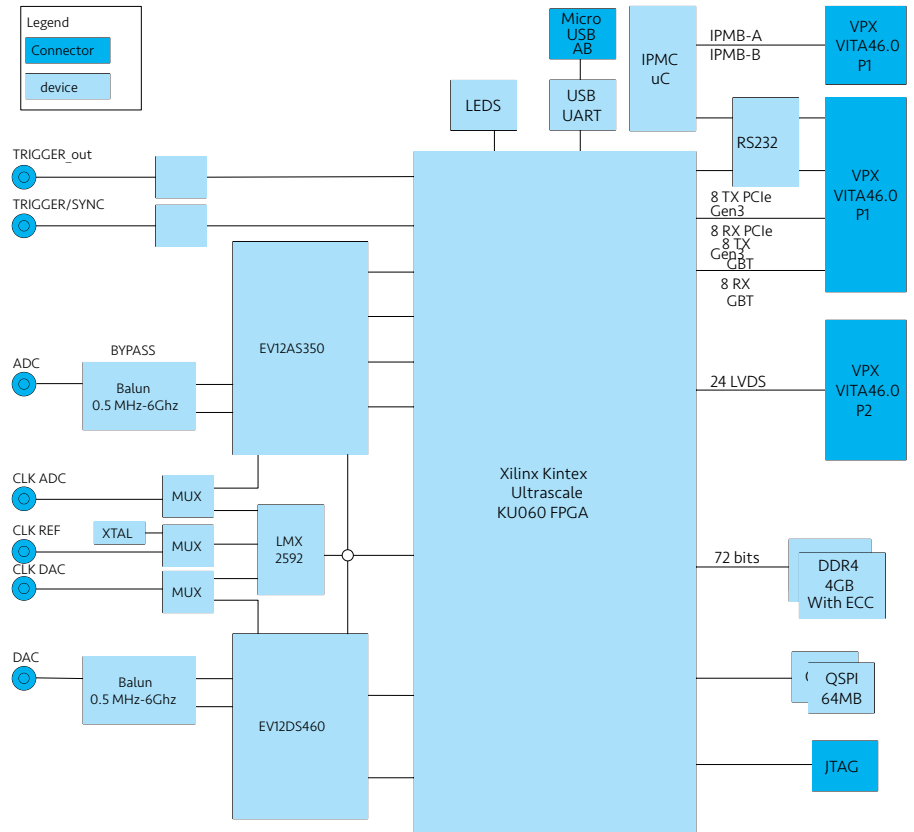 Legend
Connector
device
Micro
USB
AB
IPMC
uC
IPMB-A
IPMB-B
VPX
VITA46.0
P1
LEDS
USB
UART
RS232
VPX
VITA46.0
P1
TRIGGER_out
TRIGGER/SYNC
8 TX PCIe
Gen3
8 RX PCIe
Gen3
8 TX
GBT
8 RX
GBT
EV12AS350
BYPASS
ADC
Balun
0.5 MHz-6Ghz
24 LVDS
VPX
VITA46.0
P2
Xilinx Kintex
Ultrascale
KU060 FPGA
CLK ADC
MUX
CLK REF
XTAL
MUX
LMX
2592
CLK DAC
MUX
72 bits
DDR4
4GB
With ECC
DAC
Balun
0.5 MHz-6Ghz
EV12DS460
QSPI
64MB
JTAG